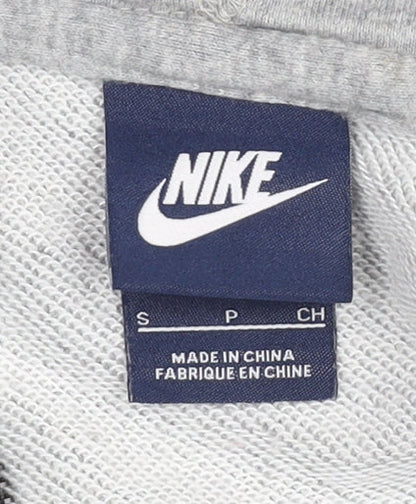 NIKE
S P CH
MADE IN CHINA
FABRIQUE EN CHINE